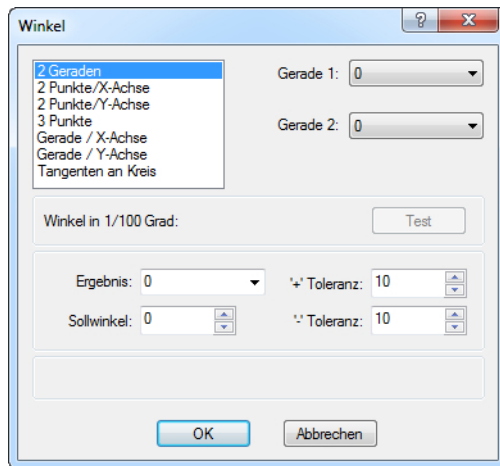 Winkel
2 Geraden
2 Punkte/X-Achse
2 Punkte/Y-Achse
3 Punkte
Gerade / X-Achse
Gerade / Y-Achse
Tangenten an Kreis
Gerade 1: 0
Gerade 2: 0
Winkel in 1/100 Grad: Test
Ergebnis: 0 '+' Toleranz: 10
Sollwinkel: 0 '-' Toleranz: 10
OK Abbrechen